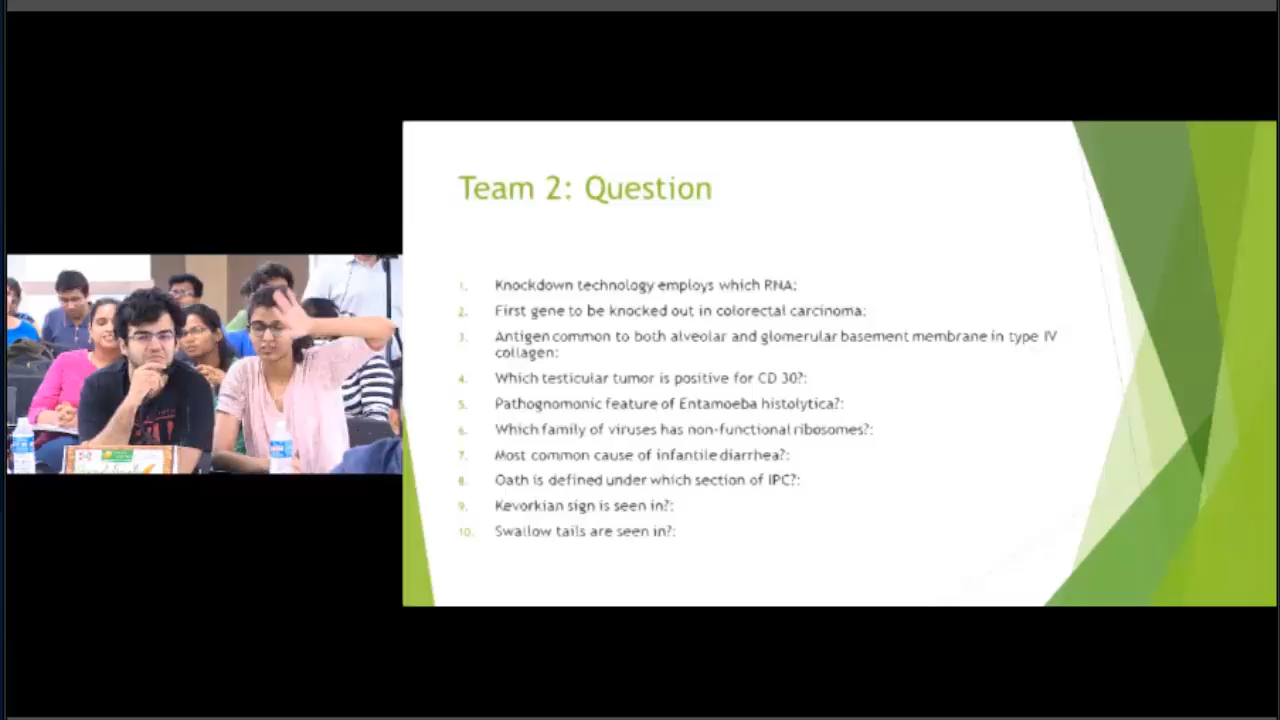 Team 2: Question
1. Knockdown technology employs which RNA:
2. First gene to be knocked out in colorectal carcinoma:
3. Antigen common to both alveolar and glomerular basement membrane in type IV
collagen:
4. Which testicular tumor is positive for CD 30?:
5. Pathognomonic feature of Entamoeba histolytica?:
6. Which family of viruses has non-functional ribosomes?:
7. Most common cause of infantile diarrhea?:
8. Oath is defined under which section of IPC?:
9. Kevorkian sign is seen in?:
10. Swallow tails are seen in?: